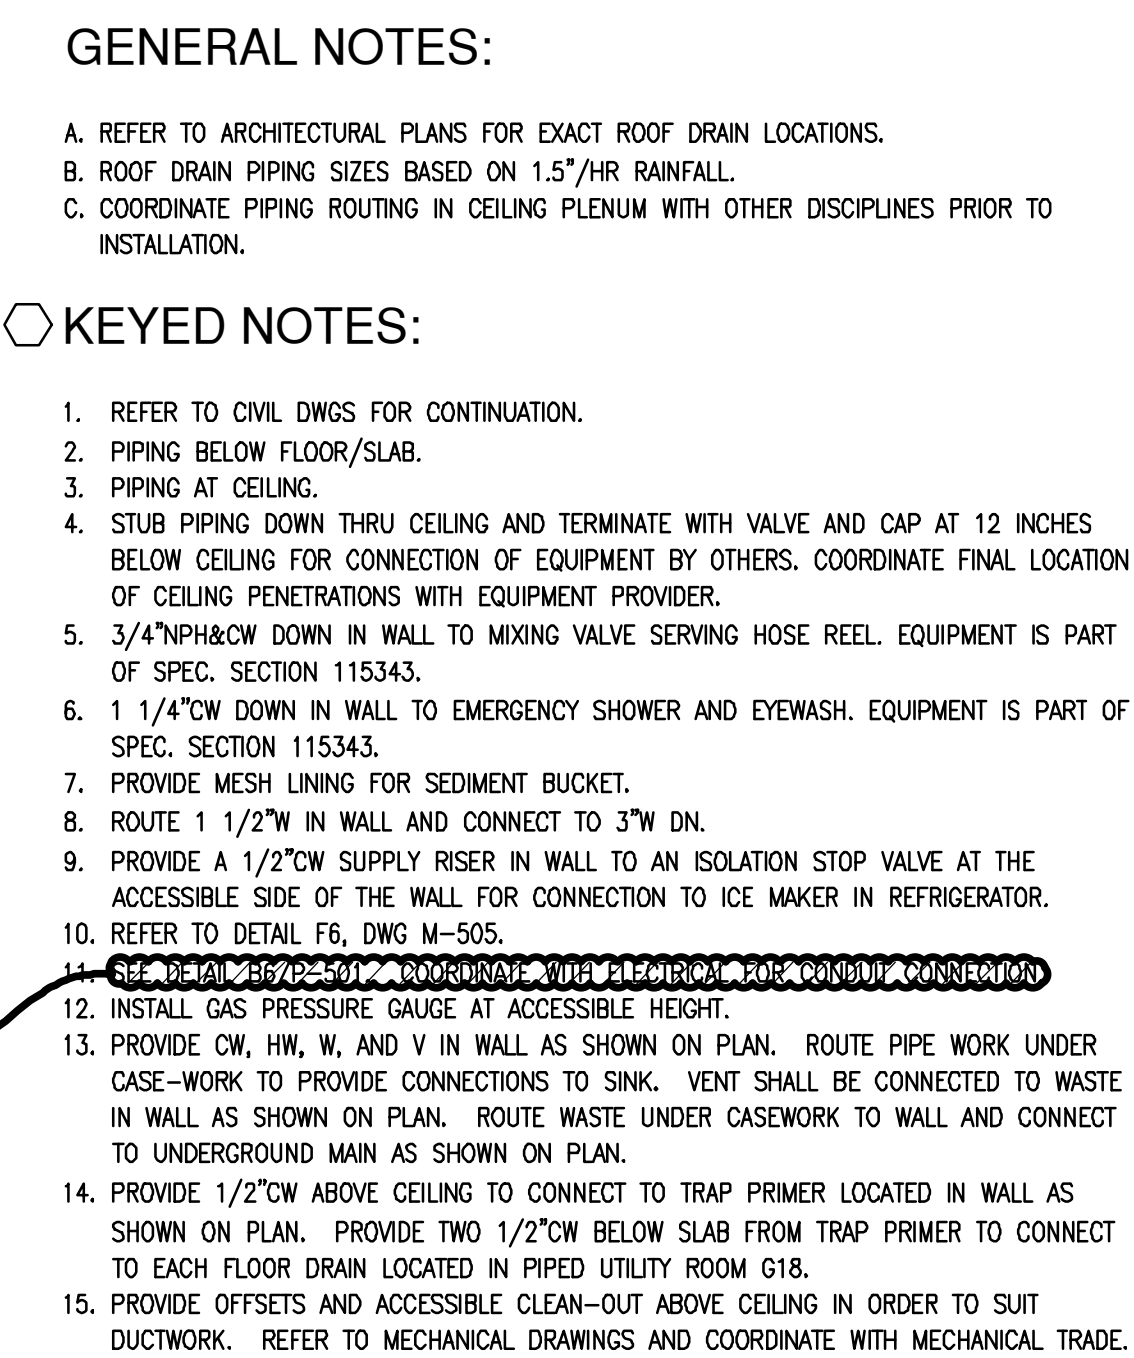 GENERAL NOTES:
A. REFER TO ARCHITECTURAL PLANS FOR EXACT ROOF DRAIN LOCATIONS.
B. ROOF DRAIN PIPING SIZES BASED ON 1.5"/HR RAINFALL.
C. COORDINATE PIPING ROUTING IN CEILING PLENUM WITH OTHER DISCIPLINES PRIOR TO
INSTALLATION.
KEYED NOTES:
1. REFER TO CIVIL DWGS FOR CONTINUATION.
2. PIPING BELOW FLOOR/SLAB.
3. PIPING AT CEILING.
4. STUB PIPING DOWN THRU CEILING AND TERMINATE WITH VALVE AND CAP AT 12 INCHES
BELOW CEILING FOR CONNECTION OF EQUIPMENT BY OTHERS. COORDINATE FINAL LOCATION
OF CEILING PENETRATIONS WITH EQUIPMENT PROVIDER.
5. 3/4"NPH&CW DOWN IN WALL TO MIXING VALVE SERVING HOSE REEL. EQUIPMENT IS PART
OF SPEC. SECTION 115343.
6. 1 1/4"CW DOWN IN WALL TO EMERGENCY SHOWER AND EYEWASH. EQUIPMENT IS PART OF
SPEC. SECTION 115343.
7. PROVIDE MESH LINING FOR SEDIMENT BUCKET.
8. ROUTE 1 1/2"W IN WALL AND CONNECT TO 3"W DN.
9. PROVIDE A 1/2"CW SUPPLY RISER IN WALL TO AN ISOLATION STOP VALVE AT THE
ACCESSIBLE SIDE OF THE WALL FOR CONNECTION TO ICE MAKER IN REFRIGERATOR.
10. REFER TO DETAIL F6, DWG M-505.
11. SEE DETAIL B6/P-501. COORDINATE WITH ELECTRICAL FOR CONDUIT CONNECTION
12. INSTALL GAS PRESSURE GAUGE AT ACCESSIBLE HEIGHT.
13. PROVIDE CW, HW, W, AND V IN WALL AS SHOWN ON PLAN. ROUTE PIPE WORK UNDER
CASE-WORK TO PROVIDE CONNECTIONS TO SINK. VENT SHALL BE CONNECTED TO WASTE
IN WALL AS SHOWN ON PLAN. ROUTE WASTE UNDER CASEWORK TO WALL AND CONNECT
TO UNDERGROUND MAIN AS SHOWN ON PLAN.
14. PROVIDE 1/2"CW ABOVE CEILING TO CONNECT TO TRAP PRIMER LOCATED IN WALL AS
SHOWN ON PLAN. PROVIDE TWO 1/2"CW BELOW SLAB FROM TRAP PRIMER TO CONNECT
TO EACH FLOOR DRAIN LOCATED IN PIPED UTILITY ROOM G18.
15. PROVIDE OFFSETS AND ACCESSIBLE CLEAN-OUT ABOVE CEILING IN ORDER TO SUIT
DUCTWORK. REFER TO MECHANICAL DRAWINGS AND COORDINATE WITH MECHANICAL TRADE.